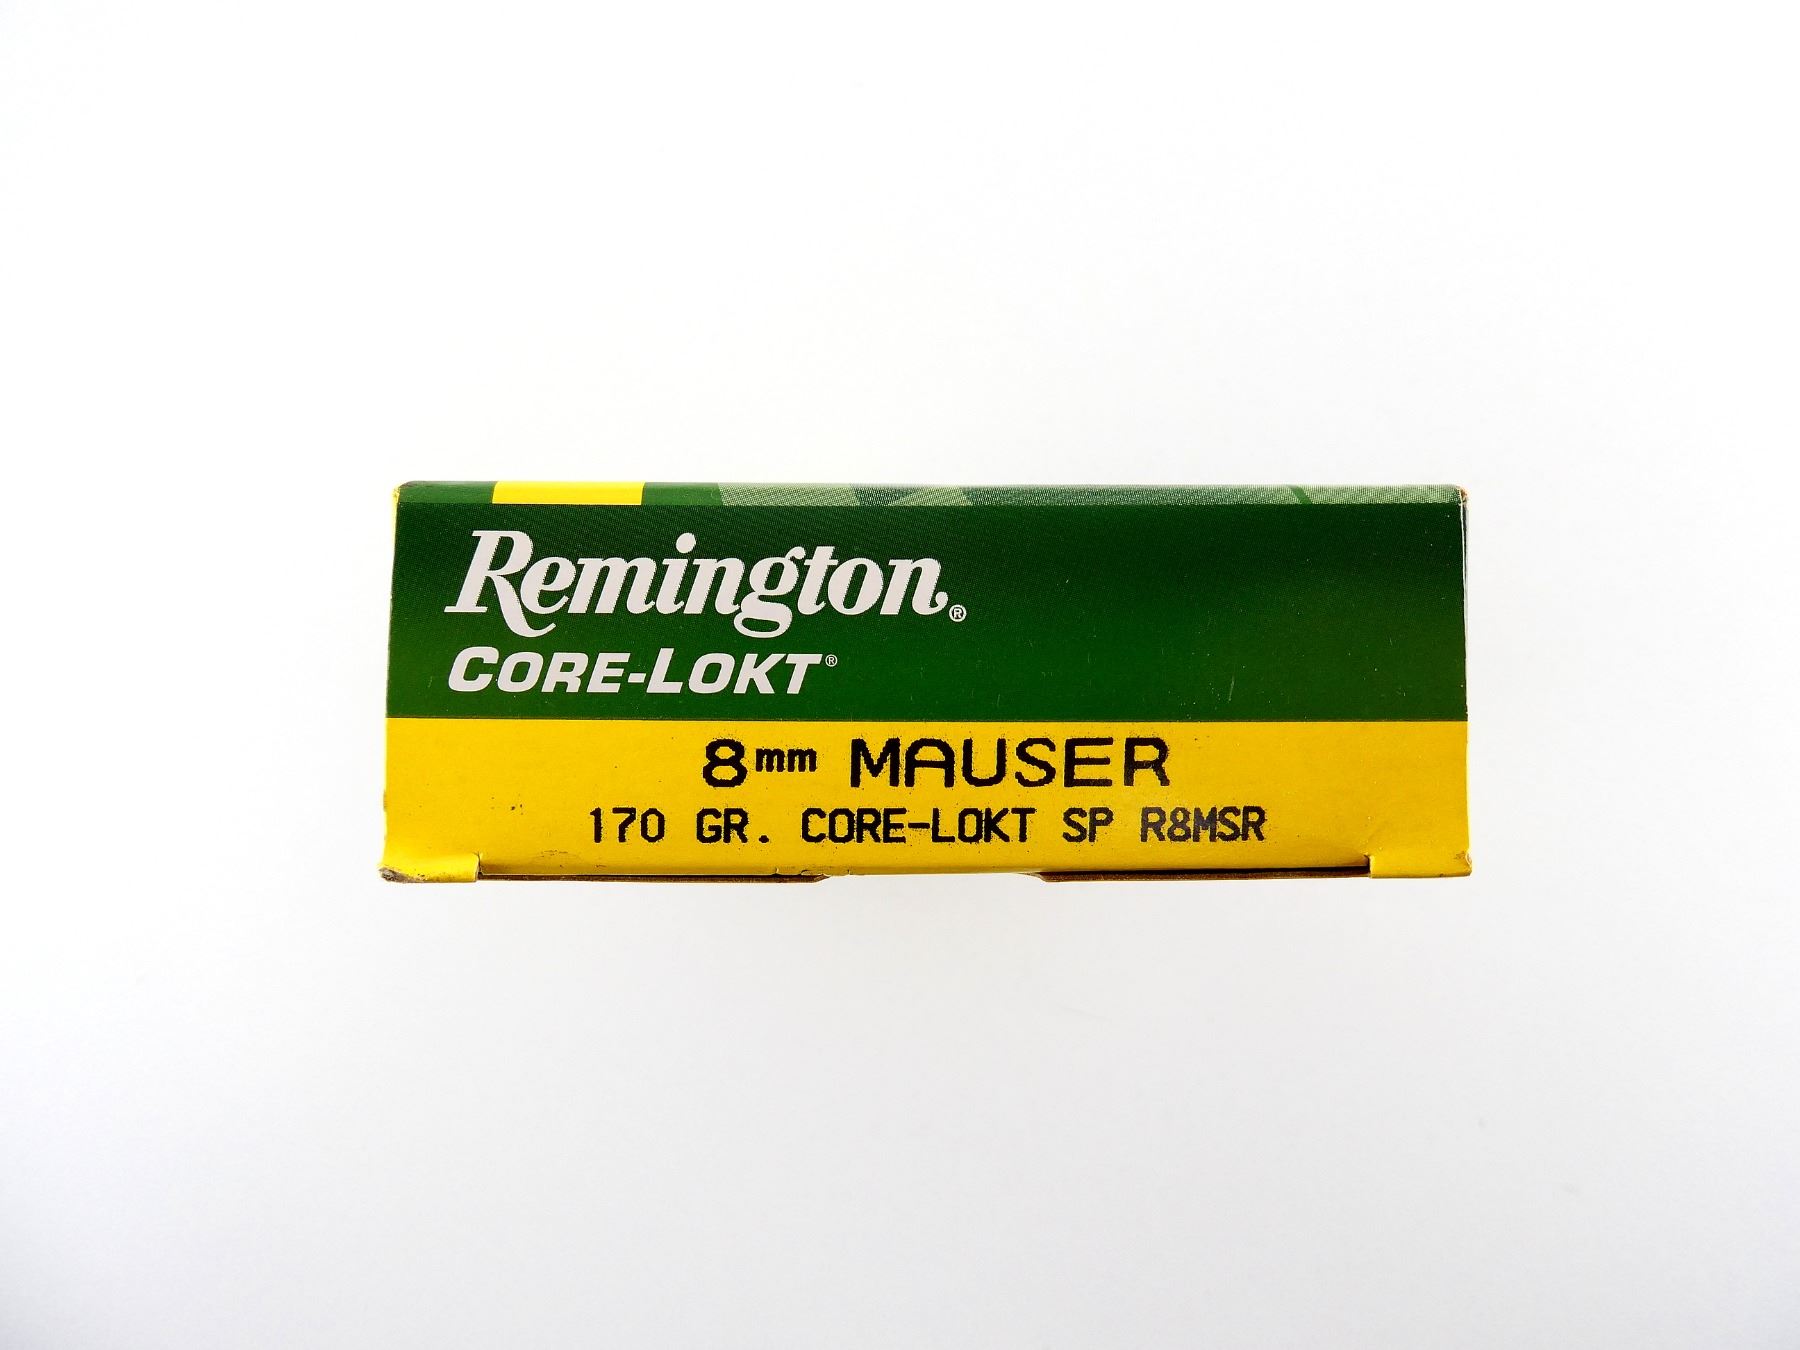 Remington®
CORE-LOKT®
8mm MAUSER
170 GR. CORE-LOKT SP R8MSR